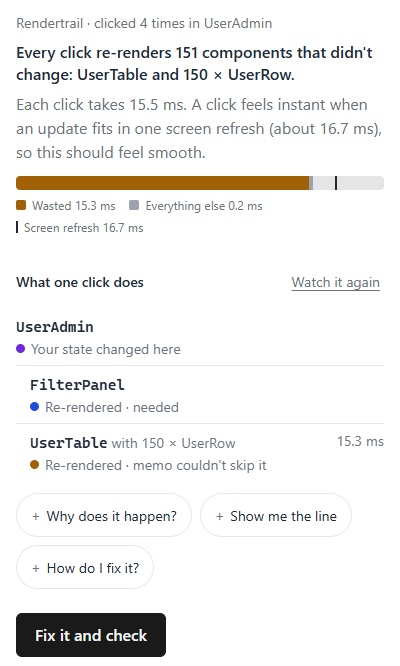 Rendertrail · clicked 4 times in UserAdmin
Every click re-renders 151 components that didn't
change: UserTable and 150 × UserRow.
Each click takes 15.5 ms. A click feels instant when
an update fits in one screen refresh (about 16.7 ms),
so this should feel smooth.
Wasted 15.3 ms Everything else 0.2 ms
Screen refresh 16.7 ms
What one click does Watch it again
UserAdmin
Your state changed here
FilterPanel
Re-rendered · needed
UserTable with 150 × UserRow 15.3 ms
Re-rendered · memo couldn't skip it
+ Why does it happen? + Show me the line
+ How do I fix it?
Fix it and check